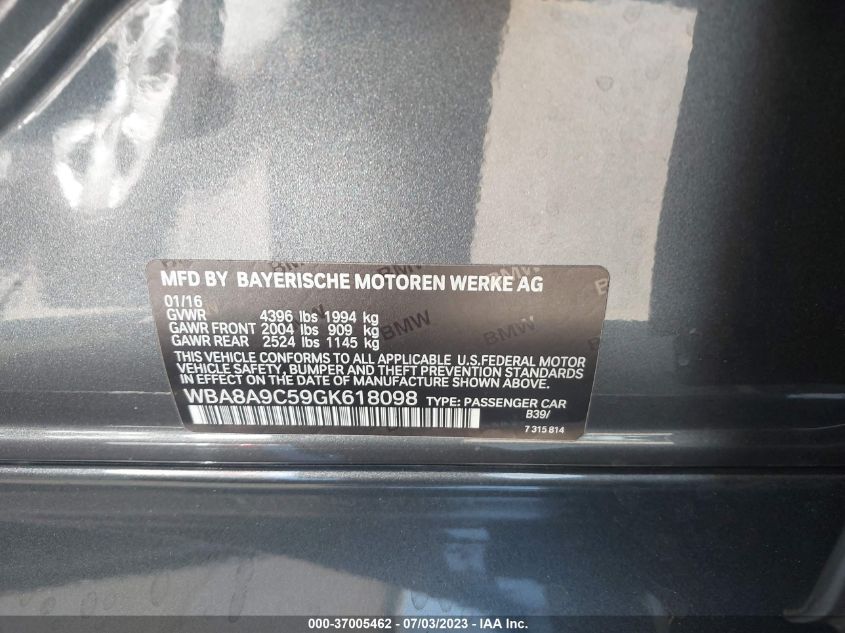 MFD BY BAYERISCHE MOTOREN WERKE AG
01/16
GVWR 4396 lbs 1994 kg
GAWR FRONT 2004 lbs 909 kg
GAWR REAR 2524 lbs 1145 kg
THIS VEHICLE CONFORMS TO ALL APPLICABLE U.S.FEDERAL MOTOR
VEHICLE SAFETY, BUMPER AND THEFT PREVENTION STANDARDS
IN EFFECT ON THE DATE OF MANUFACTURE SHOWN ABOVE.
WBA8A9C59GK618098 TYPE: PASSENGER CAR
B39/
7 315 814
BMW
000-37005462 - 07/03/2023 - IAA Inc.